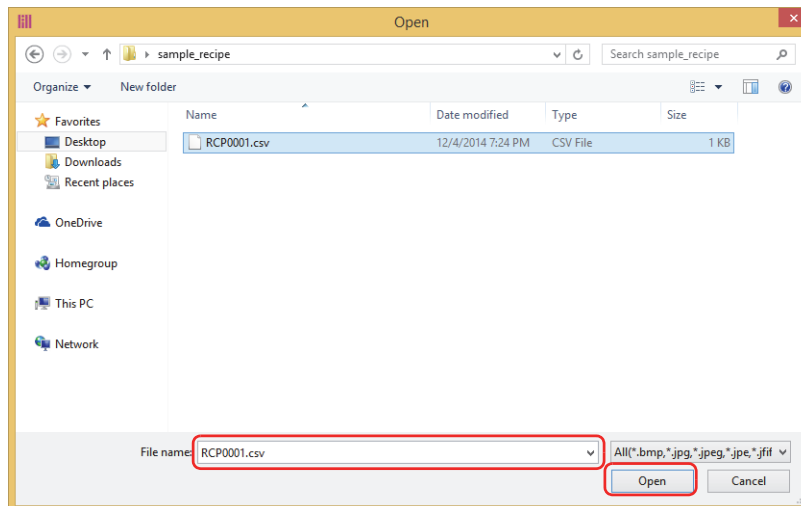 Open
sample_recipe
Search sample_recipe
Organize
New folder
Name
Date modified
Type
Size
Favorites
RCP0001.csv
12/4/2014 7:24 PM
CSV File
1 KB
Desktop
Downloads
Recent places
OneDrive
Homegroup
This PC
Network
File name:
RCP0001.csv
All(*.bmp,*.jpg,*.jpeg,*.jpe,*.jfif
Open
Cancel